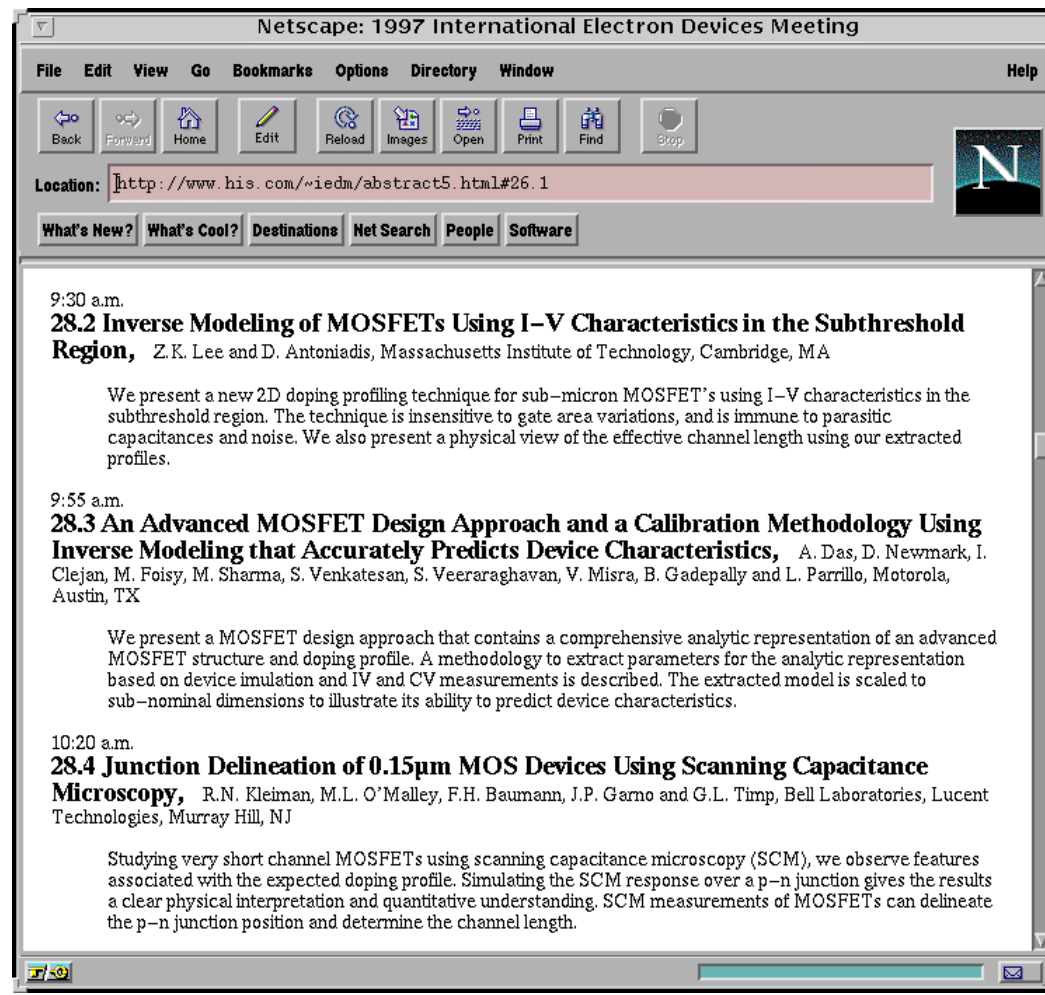 Netscape: 1997 International Electron Devices Meeting
File Edit View Go Bookmarks Options Directory Window Help
Back Forward Home Edit Reload Images Open Print Find Stop
N
Location: http://www.his.com/~iedm/abstract5.html#26.1
What's New? What's Cool? Destinations Net Search People Software
9:30 a.m.
28.2 Inverse Modeling of MOSFETs Using I–V Characteristics in the Subthreshold
Region, Z.K. Lee and D. Antoniadis, Massachusetts Institute of Technology, Cambridge, MA
We present a new 2D doping profiling technique for sub–micron MOSFET's using I–V characteristics in the
subthreshold region. The technique is insensitive to gate area variations, and is immune to parasitic
capacitances and noise. We also present a physical view of the effective channel length using our extracted
profiles.
9:55 a.m.
28.3 An Advanced MOSFET Design Approach and a Calibration Methodology Using
Inverse Modeling that Accurately Predicts Device Characteristics, A. Das, D. Newmark, I.
Clejan, M. Foisy, M. Sharma, S. Venkatesan, S. Veeraraghavan, V. Misra, B. Gadepally and L. Parrillo, Motorola,
Austin, TX
We present a MOSFET design approach that contains a comprehensive analytic representation of an advanced
MOSFET structure and doping profile. A methodology to extract parameters for the analytic representation
based on device imulation and IV and CV measurements is described. The extracted model is scaled to
sub–nominal dimensions to illustrate its ability to predict device characteristics.
10:20 a.m.
28.4 Junction Delineation of 0.15µm MOS Devices Using Scanning Capacitance
Microscopy, R.N. Kleiman, M.L. O'Malley, F.H. Baumann, J.P. Garno and G.L. Timp, Bell Laboratories, Lucent
Technologies, Murray Hill, NJ
Studying very short channel MOSFETs using scanning capacitance microscopy (SCM), we observe features
associated with the expected doping profile. Simulating the SCM response over a p–n junction gives the results
a clear physical interpretation and quantitative understanding. SCM measurements of MOSFETs can delineate
the p–n junction position and determine the channel length.